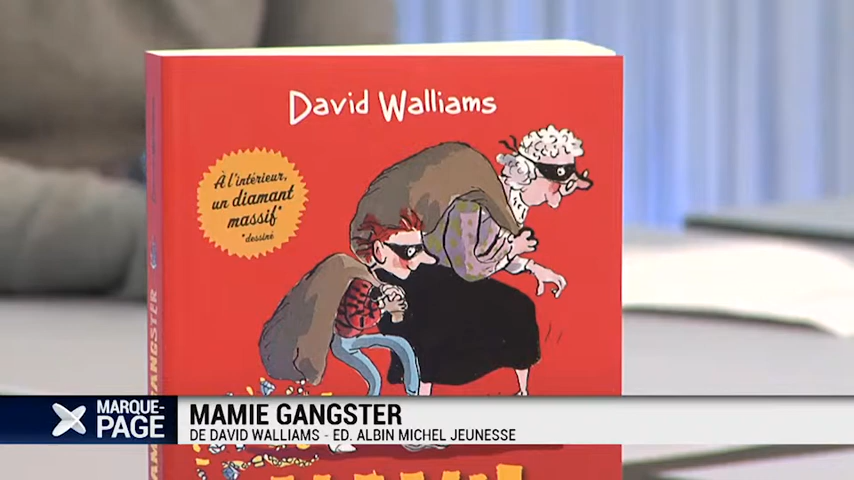 David Walliams
À l'intérieur,
un diamant
massif*
*dessiné
GANGSTER
MARQUE-
PAGE
MAMIE GANGSTER
DE DAVID WALLIAMS - ED. ALBIN MICHEL JEUNESSE